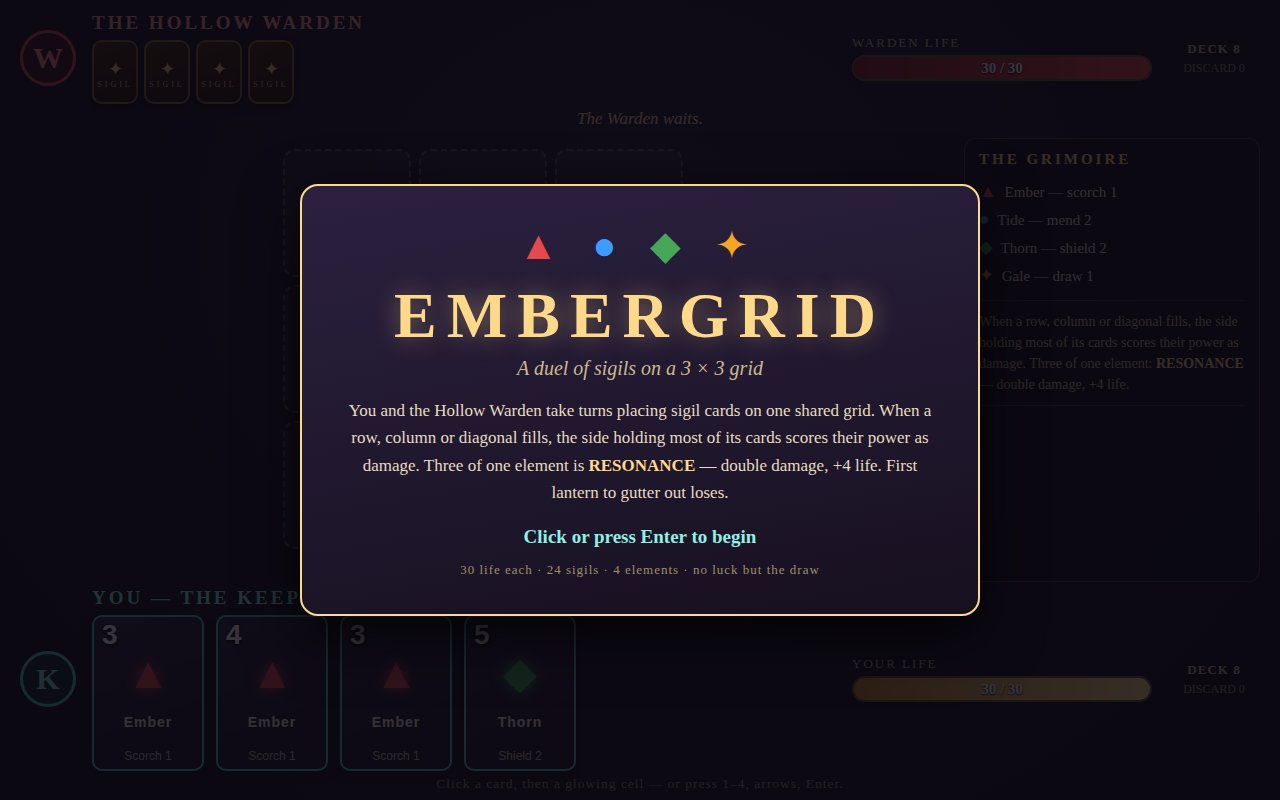 THE HOLLOW WARDEN
W
SIGIL SIGIL SIGIL SIGIL
WARDEN LIFE
30 / 30
DECK 8
DISCARD 0
The Warden waits.
THE GRIMOIRE
Ember — scorch 1
Tide — mend 2
Thorn — shield 2
Gale — draw 1
When a row, column or diagonal fills, the side
holding most of its cards scores their power as
damage. Three of one element: RESONANCE
— double damage, +4 life.
EMBERGRID
A duel of sigils on a 3 × 3 grid
You and the Hollow Warden take turns placing sigil cards on one shared grid. When a
row, column or diagonal fills, the side holding most of its cards scores their power as
damage. Three of one element is RESONANCE — double damage, +4 life. First
lantern to gutter out loses.
Click or press Enter to begin
30 life each · 24 sigils · 4 elements · no luck but the draw
YOU — THE KEEP
K
3 4 3 5
Ember Ember Ember Thorn
Scorch 1 Scorch 1 Scorch 1 Shield 2
YOUR LIFE
30 / 30
DECK 8
DISCARD 0
Click a card, then a glowing cell — or press 1–4, arrows, Enter.